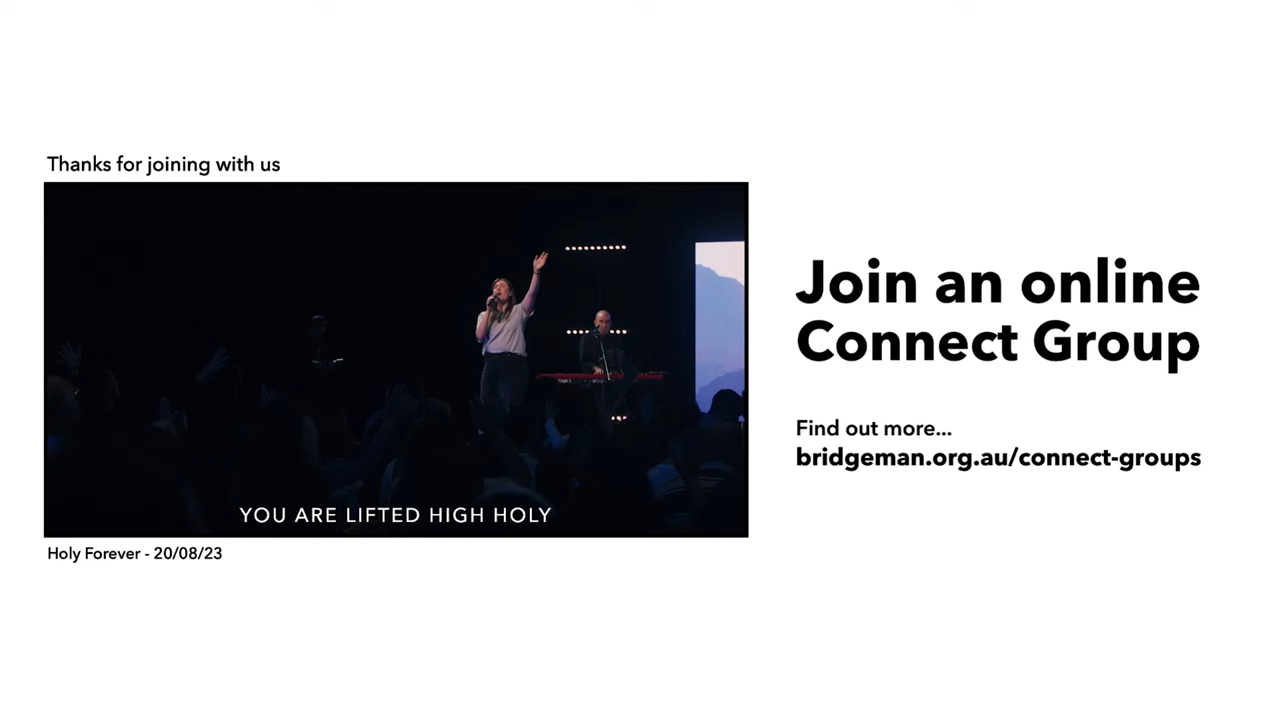 Thanks for joining with us
YOU ARE LIFTED HIGH HOLY
Holy Forever - 20/08/23
Join an online
Connect Group
Find out more...
bridgeman.org.au/connect-groups